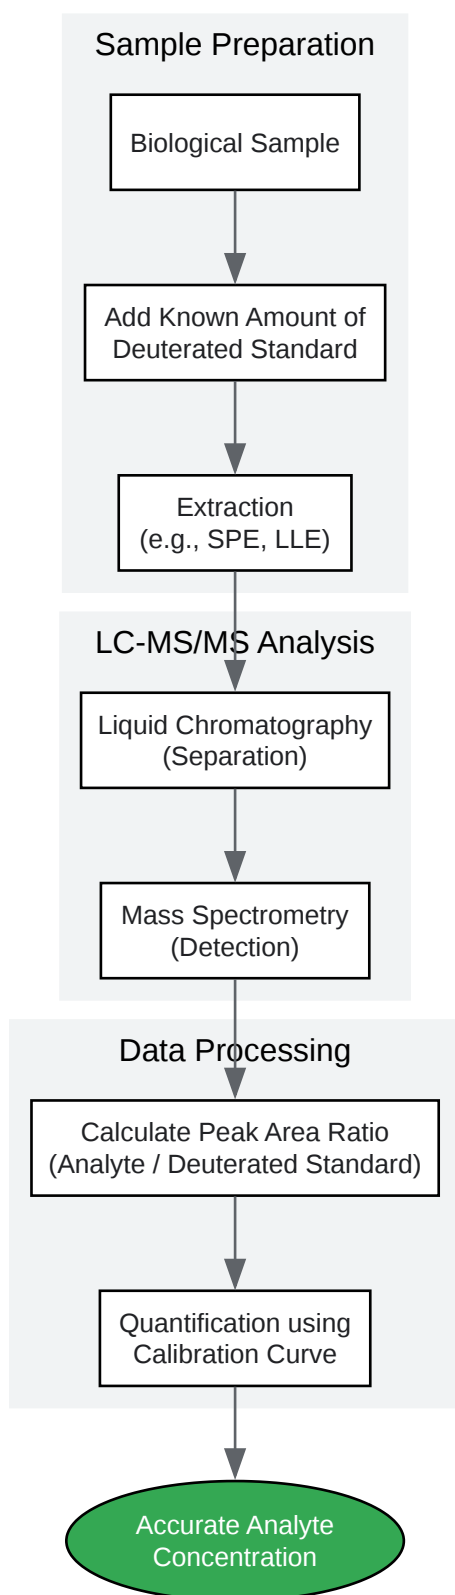 Sample Preparation
Biological Sample
Add Known Amount of
Deuterated Standard
Extraction
(e.g., SPE, LLE)
LC-MS/MS Analysis
Liquid Chromatography
(Separation)
Mass Spectrometry
(Detection)
Data Processing
Calculate Peak Area Ratio
(Analyte / Deuterated Standard)
Quantification using
Calibration Curve
Accurate Analyte
Concentration